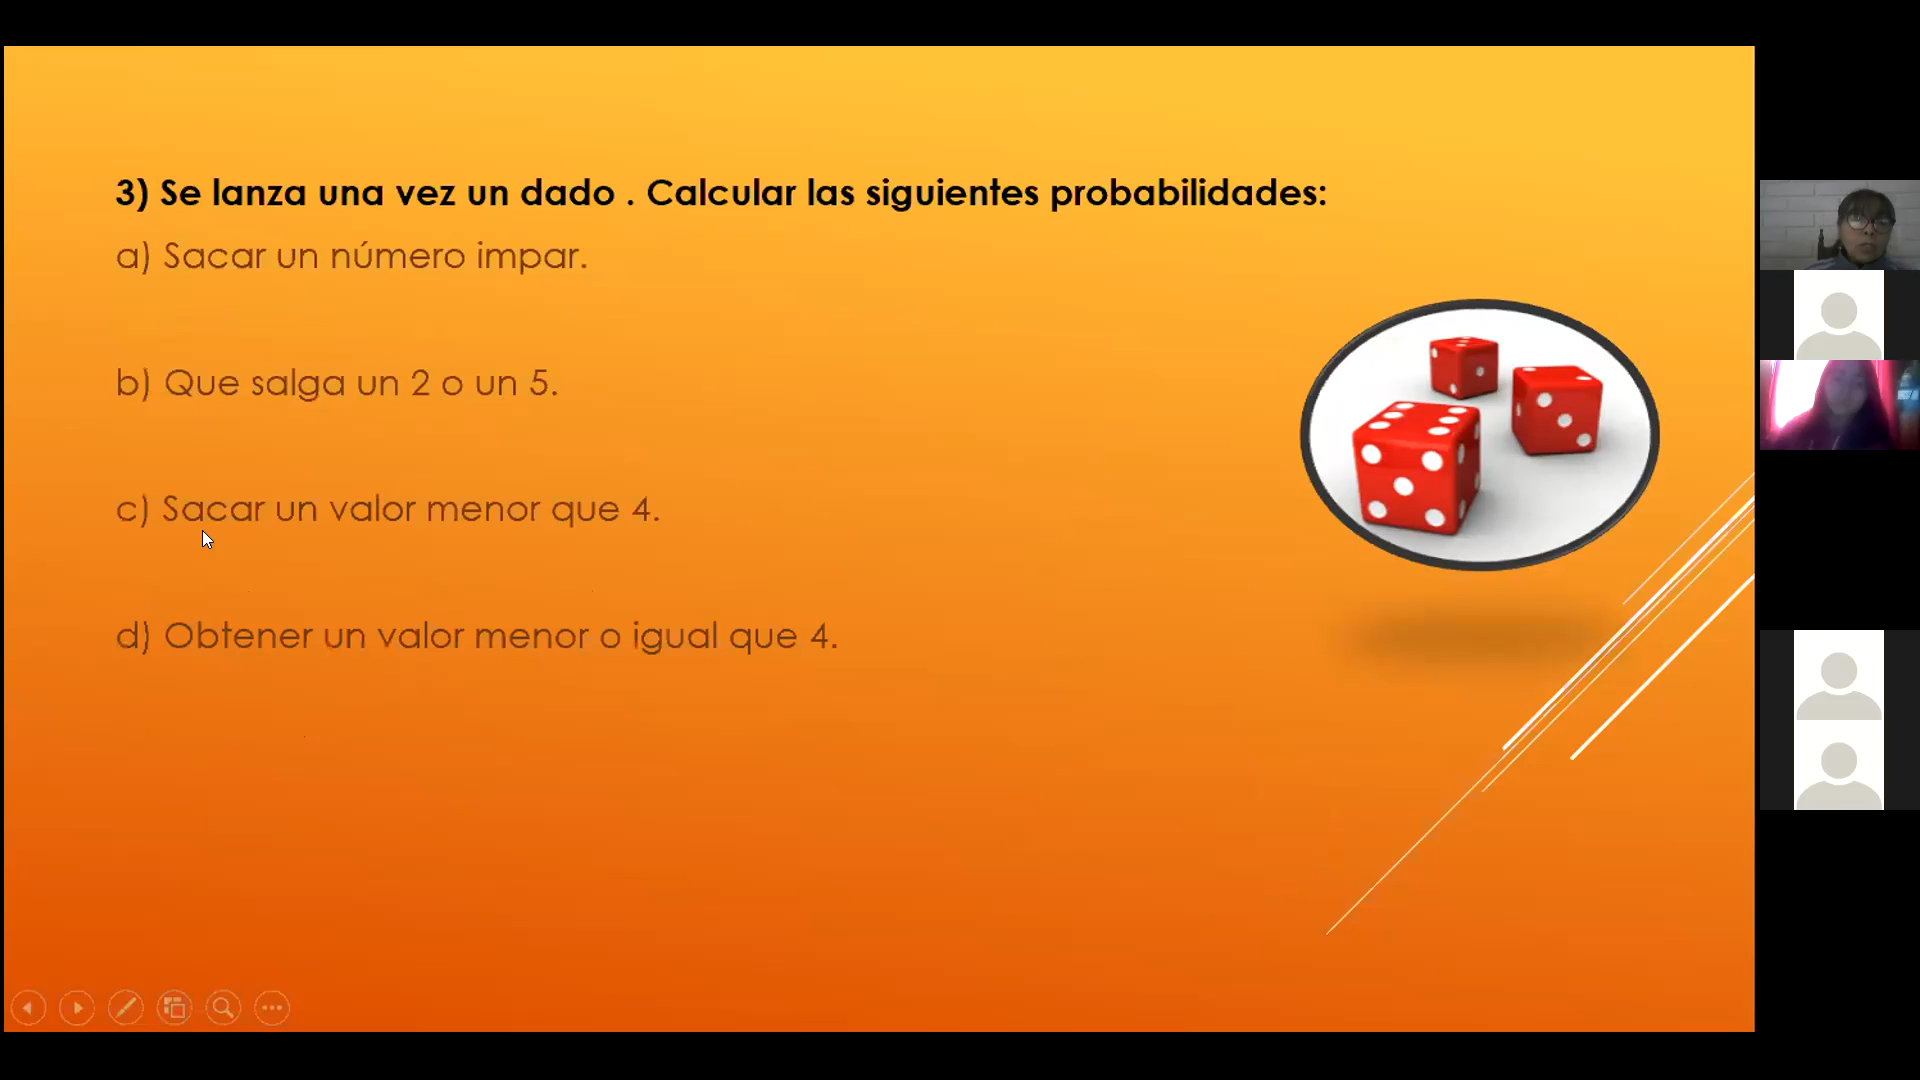 3) Se lanza una vez un dado . Calcular las siguientes probabilidades:
a) Sacar un número impar.
b) Que salga un 2 o un 5.
c) Sacar un valor menor que 4.
d) Obtener un valor menor o igual que 4.